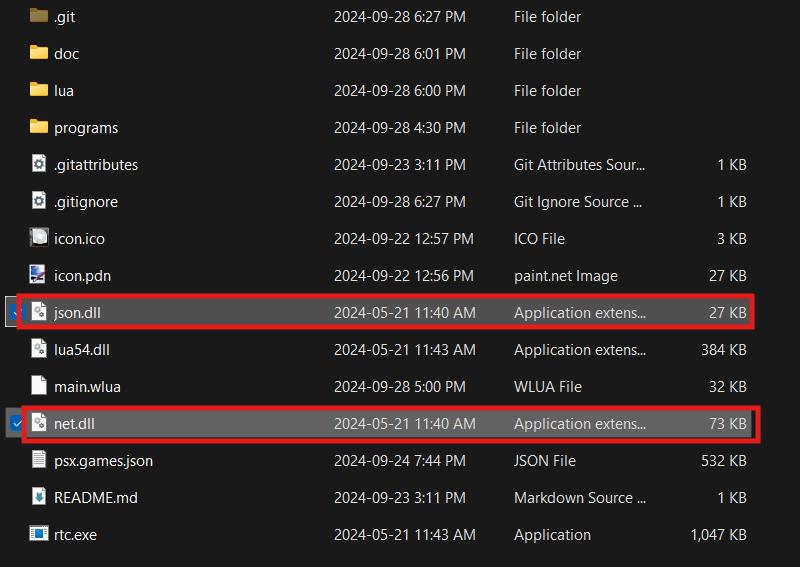 .git 2024-09-28 6:27 PM File folder
doc 2024-09-28 6:01 PM File folder
lua 2024-09-28 6:00 PM File folder
programs 2024-09-28 4:30 PM File folder
.gitattributes 2024-09-23 3:11 PM Git Attributes Sour... 1 KB
.gitignore 2024-09-28 6:27 PM Git Ignore Source ... 1 KB
icon.ico 2024-09-22 12:57 PM ICO File 3 KB
icon.pdn 2024-09-22 12:56 PM paint.net Image 27 KB
json.dll 2024-05-21 11:40 AM Application extens... 27 KB
lua54.dll 2024-05-21 11:43 AM Application extens... 384 KB
main.wlua 2024-09-28 5:00 PM WLUA File 32 KB
net.dll 2024-05-21 11:40 AM Application extens... 73 KB
psx.games.json 2024-09-24 7:44 PM JSON File 532 KB
README.md 2024-09-23 3:11 PM Markdown Source ... 1 KB
rtc.exe 2024-05-21 11:43 AM Application 1,047 KB